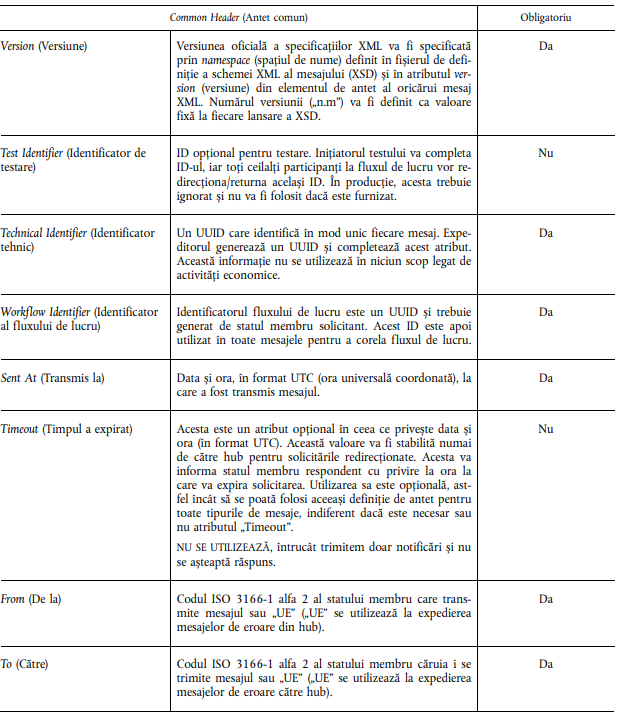 Common Header (Antet comun) Obligatoriu
Version (Versiune) Versiunea oficială a specificațiilor XML va fi specificată Da
prin namespace (spațiul de nume) definit în fișierul de defi-
niție a schemei XML al mesajului (XSD) și în atributul ver-
sion (versiune) din elementul de antet al oricărui mesaj
XML. Numărul versiunii („n.m”) va fi definit ca valoare
fixă la fiecare lansare a XSD.
Test Identifier (Identificator de ID opțional pentru testare. Inițiatorul testului va completa Nu
testare) ID-ul, iar toți ceilalți participanți la fluxul de lucru vor re-
direcționa/returna același ID. În producție, acesta trebuie
ignorat și nu va fi folosit dacă este furnizat.
Technical Identifier (Identificator Un UUID care identifică în mod unic fiecare mesaj. Expe- Da
tehnic) ditorul generează un UUID și completează acest atribut.
Această informație nu se utilizează în niciun scop legat de
activități economice.
Workflow Identifier (Identificator Identificatorul fluxului de lucru este un UUID și trebuie Da
al fluxului de lucru) generat de statul membru solicitant. Acest ID este apoi
utilizat în toate mesajele pentru a corela fluxul de lucru.
Sent At (Transmis la) Data și ora, în format UTC (ora universală coordonată), la Da
care a fost transmis mesajul.
Timeout (Timpul a expirat) Acesta este un atribut opțional în ceea ce privește data și Nu
ora (în format UTC). Această valoare va fi stabilită numai
de către hub pentru solicitările redirecționate. Acesta va
informa statul membru respondent cu privire la ora la
care va expira solicitarea. Utilizarea sa este opțională, ast-
fel încât să se poată folosi aceeași definiție de antet pentru
toate tipurile de mesaje, indiferent dacă este necesar sau
nu atributul „Timeout”.
NU SE UTILIZEAZĂ, întrucât trimitem doar notificări și nu
se așteaptă răspuns.
From (De la) Codul ISO 3166-1 alfa 2 al statului membru care trans- Da
mite mesajul sau „UE” („UE” se utilizează la expedierea
mesajelor de eroare din hub).
To (Către) Codul ISO 3166-1 alfa 2 al statului membru căruia i se Da
trimite mesajul sau „UE” („UE” se utilizează la expedierea
mesajelor de eroare către hub).